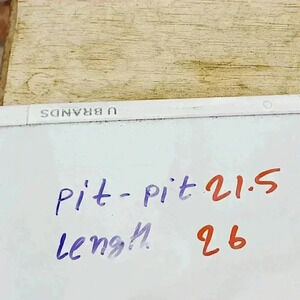 U BRANDS
pit-pit 21.5
Length 26